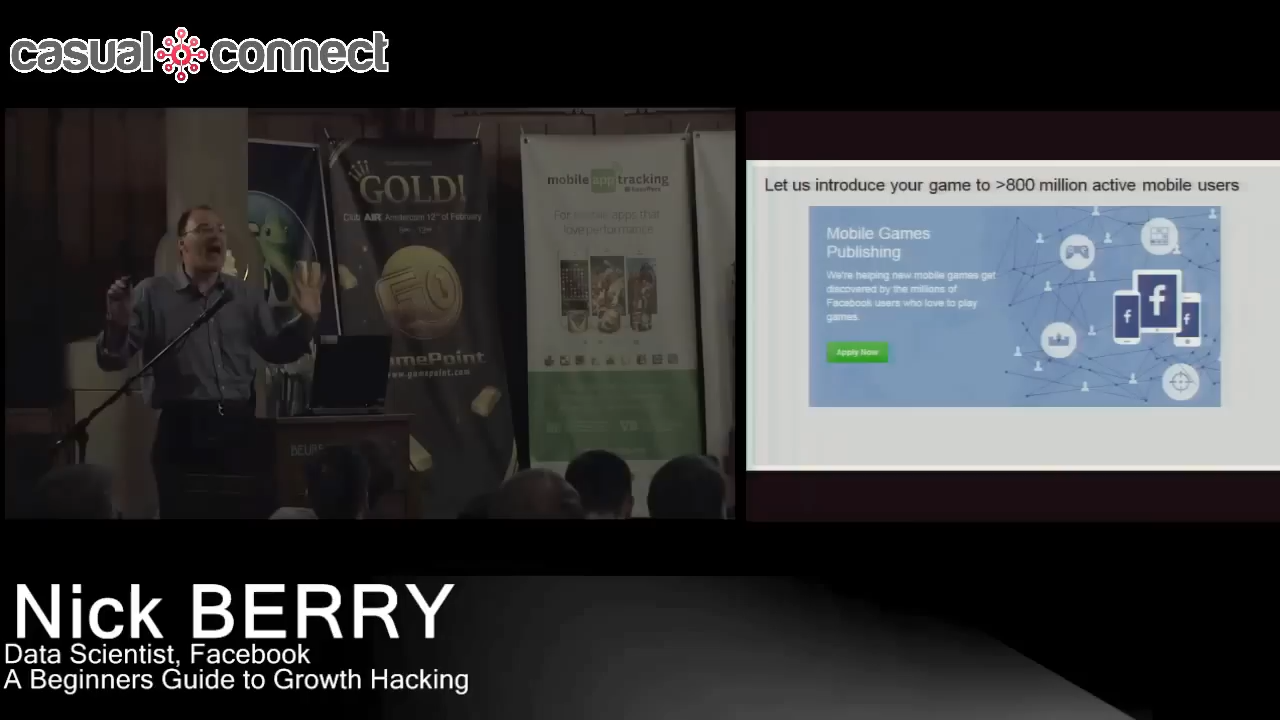 casual connect
GOLD!
Club AIR Amsterdam 12th of February
GamePoint
www.gamepoint.com
BEURS
mobile app tracking
For mobile apps that
love performance.
Let us introduce your game to >800 million active mobile users
Mobile Games
Publishing
We're helping new mobile games get
discovered by the millions of
Facebook users who love to play
games.
Apply Now
Nick BERRY
Data Scientist, Facebook
A Beginners Guide to Growth Hacking